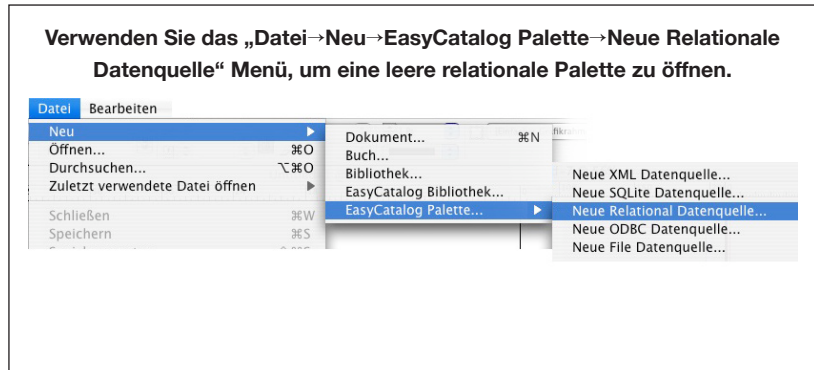 Verwenden Sie das „Datei→Neu→EasyCatalog Palette→Neue Relationale
Datenquelle“ Menü, um eine leere relationale Palette zu öffnen.
Datei Bearbeiten
Neu
Öffnen... ⌘O
Durchsuchen... ⌥⌘O
Zuletzt verwendete Datei öffnen
Schließen ⌘W
Speichern ⌘S
Dokument... ⌘N
Buch...
Bibliothek...
EasyCatalog Bibliothek...
EasyCatalog Palette...
Neue XML Datenquelle...
Neue SQLite Datenquelle...
Neue Relational Datenquelle...
Neue ODBC Datenquelle...
Neue File Datenquelle...